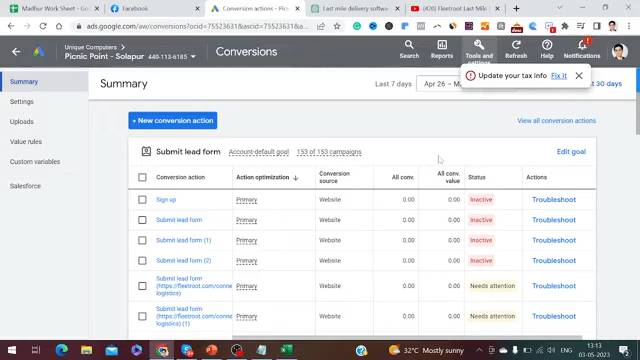 Madhur Work Sheet - Goo
Facebook
Conversion actions - Picnic Point
Last mile delivery software
(420) Fleetroot Last Mile
ads.google.com/aw/conversions?ocid=755236315&ascid=755236315
Unique Computers
Picnic Point - Solapur 440-113-6185
Conversions
Search
Reports
Tools and settings
Refresh
Help
Notifications
Update your tax info Fix it
Summary
Settings
Uploads
Value rules
Custom variables
Salesforce
Summary
Last 7 days
Apr 26 – M
t 30 days
+ New conversion action
View all conversion actions
Submit lead form Account-default goal 153 of 153 campaigns
Edit goal
Conversion action Action optimization Conversion source All conv. All conv. value Status Actions
Sign up Primary Website 0.00 0.00 Inactive Troubleshoot
Submit lead form Primary Website 0.00 0.00 Inactive Troubleshoot
Submit lead form (1) Primary Website 0.00 0.00 Inactive Troubleshoot
Submit lead form (2) Primary Website 0.00 0.00 Inactive Troubleshoot
Submit lead form (https://fleetroot.com/conne logistics) Primary Website 0.00 0.00 Needs attention Troubleshoot
Submit lead form (https://fleetroot.com/conne logistics) (1) Primary Website 0.00 0.00 Needs attention Troubleshoot
32°C Mostly sunny
ENG
13:13
03-05-2023